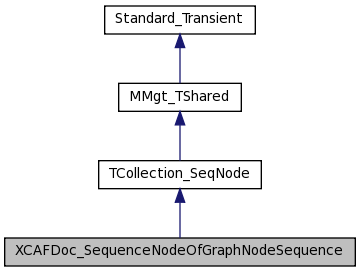 Standard_Transient
MMgt_TShared
TCollection_SeqNode
XCAFDoc_SequenceNodeOfGraphNodeSequence